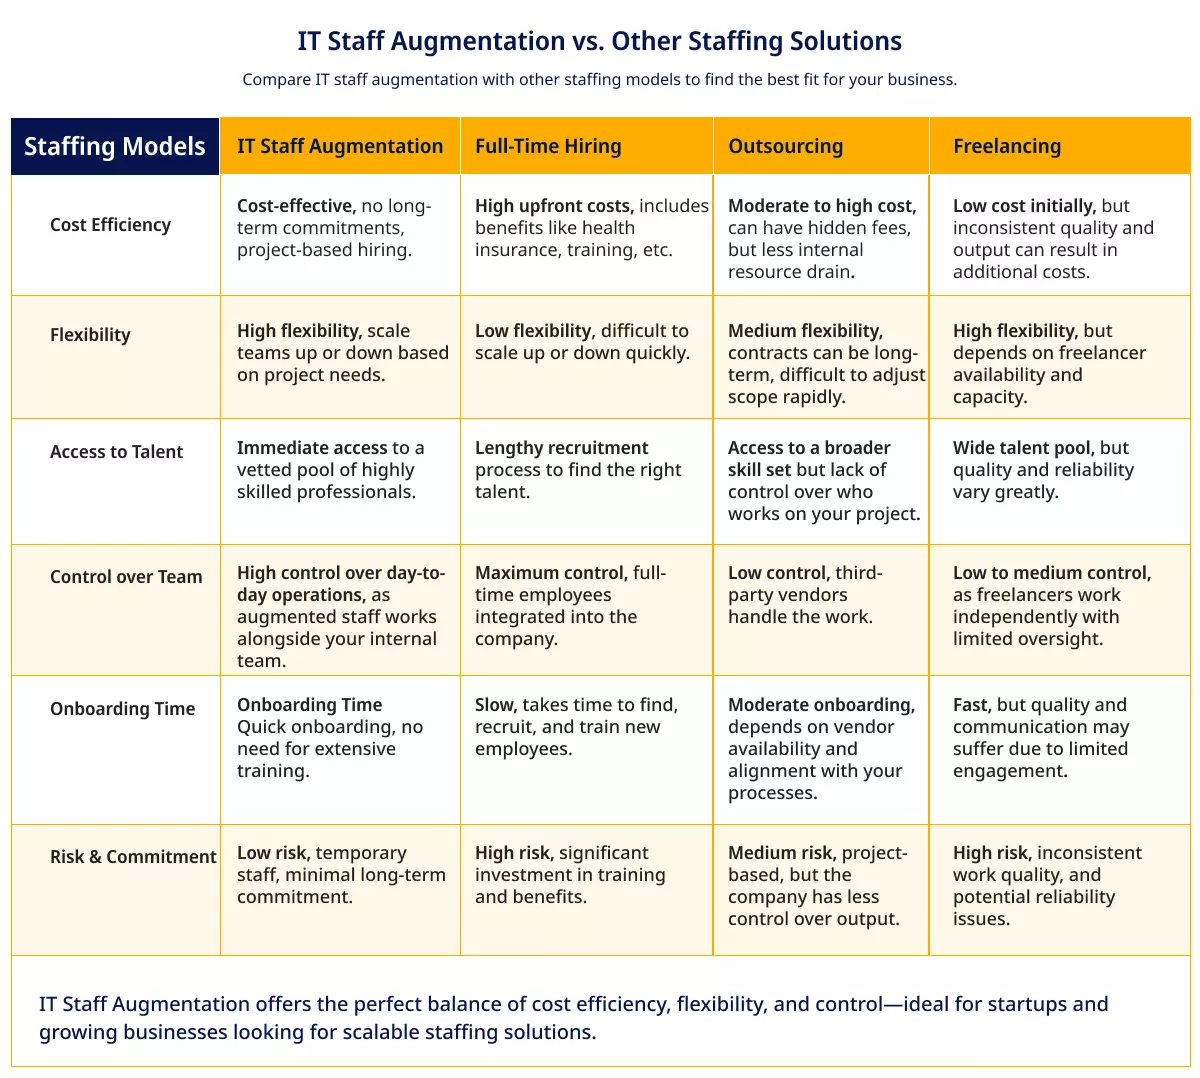 IT Staff Augmentation vs. Other Staffing Solutions
Compare IT staff augmentation with other staffing models to find the best fit for your business.
Staffing Models
IT Staff Augmentation
Full-Time Hiring
Outsourcing
Freelancing
Cost Efficiency
Cost-effective, no long-
term commitments,
project-based hiring.
High upfront costs, includes
benefits like health
insurance, training, etc.
Moderate to high cost,
can have hidden fees,
but less internal
resource drain.
Low cost initially, but
inconsistent quality and
output can result in
additional costs.
Flexibility
High flexibility, scale
teams up or down based
on project needs.
Low flexibility, difficult to
scale up or down quickly.
Medium flexibility,
contracts can be long-
term, difficult to adjust
scope rapidly.
High flexibility, but
depends on freelancer
availability and
capacity.
Access to Talent
Immediate access to a
vetted pool of highly
skilled professionals.
Lengthy recruitment
process to find the right
talent.
Access to a broader
skill set but lack of
control over who
works on your project.
Wide talent pool, but
quality and reliability
vary greatly.
Control over Team
High control over day-to-
day operations, as
augmented staff works
alongside your internal
team.
Maximum control, full-
time employees
integrated into the
company.
Low control, third-
party vendors
handle the work.
Low to medium control,
as freelancers work
independently with
limited oversight.
Onboarding Time
Onboarding Time
Quick onboarding, no
need for extensive
training.
Slow, takes time to find,
recruit, and train new
employees.
Moderate onboarding,
depends on vendor
availability and
alignment with your
processes.
Fast, but quality and
communication may
suffer due to limited
engagement.
Risk & Commitment
Low risk, temporary
staff, minimal long-term
commitment.
High risk, significant
investment in training
and benefits.
Medium risk, project-
based, but the
company has less
control over output.
High risk, inconsistent
work quality, and
potential reliability
issues.
IT Staff Augmentation offers the perfect balance of cost efficiency, flexibility, and control—ideal for startups and
growing businesses looking for scalable staffing solutions.